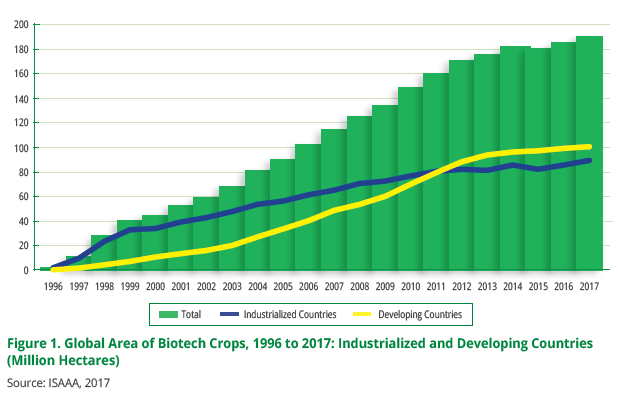 200
180
160
140
120
100
80
60
40
20
0
1996 1997 1998 1999 2000 2001 2002 2003 2004 2005 2006 2007 2008 2009 2010 2011 2012 2013 2014 2015 2016 2017
Total Industrialized Countries Developing Countries
Figure 1. Global Area of Biotech Crops, 1996 to 2017: Industrialized and Developing Countries
(Million Hectares)
Source: ISAAA, 2017